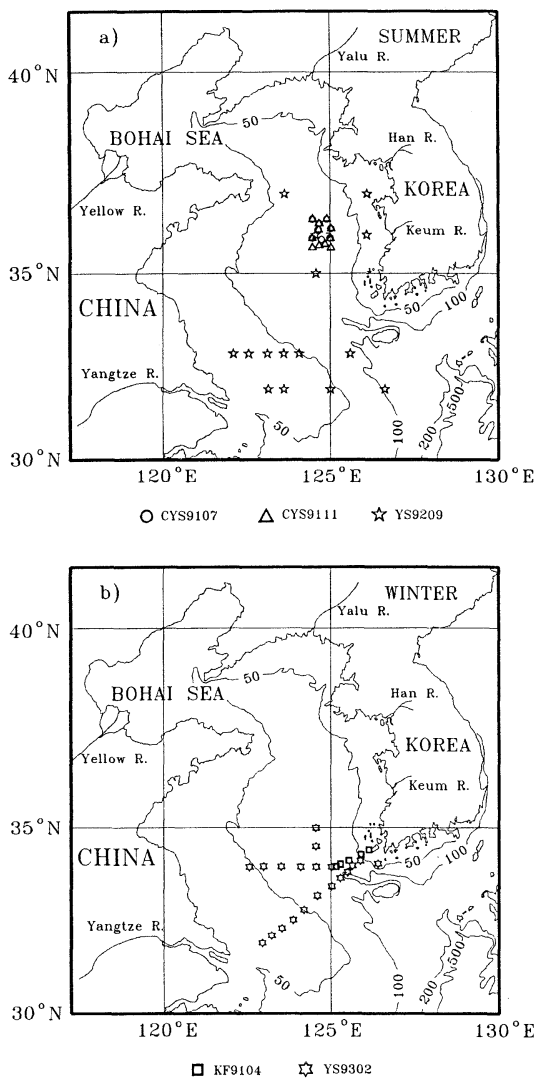 a)
SUMMER
Yalu R.
40°N
50
BOHAI SEA
Han R.
KOREA
Yellow R.
Keum R.
35°N
CHINA
50
100
Yangtze R.
50
100
200
500
30°N
120°E
125°E
130°E
CYS9107
CYS9111
YS9209
b)
WINTER
Yalu R.
40°N
50
BOHAI SEA
Han R.
KOREA
Yellow R.
Keum R.
35°N
CHINA
50
100
Yangtze R.
50
100
200
500
30°N
120°E
125°E
130°E
KF9104
YS9302